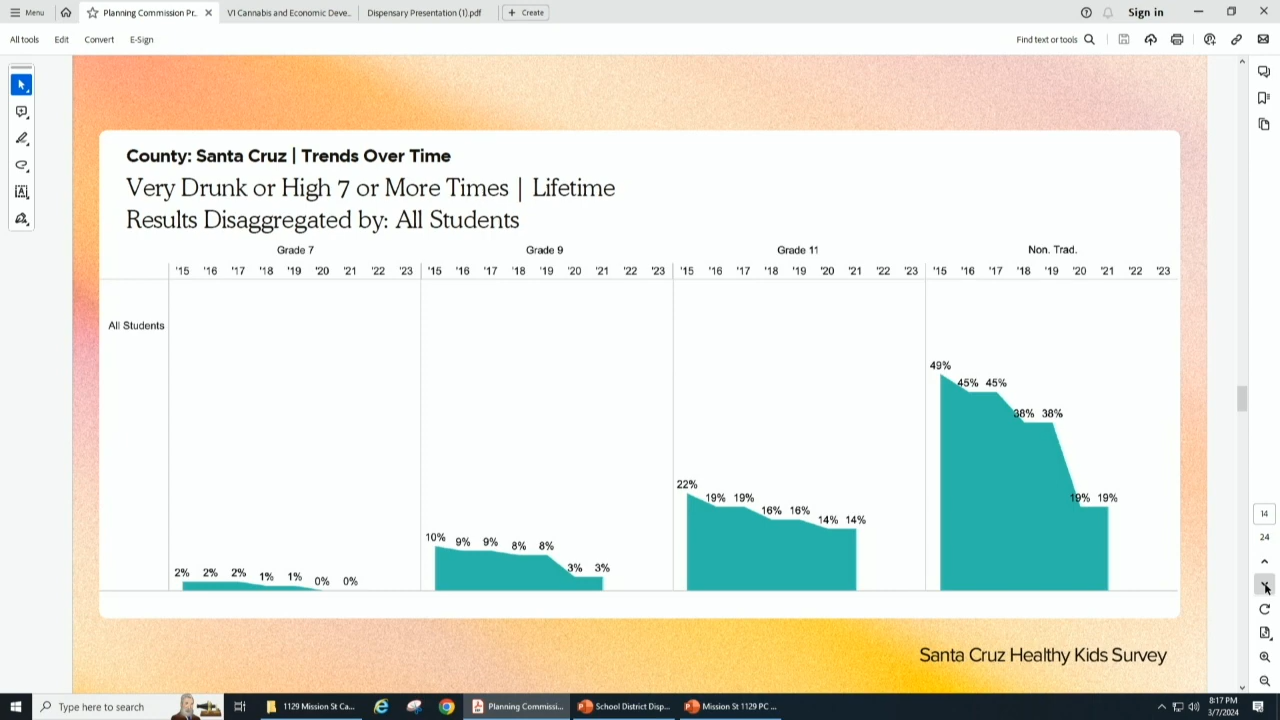 Menu
Planning Commission Pr..
VI Cannabis and Economic Deve..
Dispensary Presentation (1).pdf
+ Create
Sign in
All tools Edit Convert E-Sign
Find text or tools
County: Santa Cruz | Trends Over Time
Very Drunk or High 7 or More Times | Lifetime
Results Disaggregated by: All Students
Grade 7 Grade 9 Grade 11 Non. Trad.
'15 '16 '17 '18 '19 '20 '21 '22 '23 '15 '16 '17 '18 '19 '20 '21 '22 '23 '15 '16 '17 '18 '19 '20 '21 '22 '23 '15 '16 '17 '18 '19 '20 '21 '22 '23
All Students
2% 2% 2% 1% 1% 0% 0%
10% 9% 9% 8% 8% 3% 3%
22% 19% 19% 16% 16% 14% 14%
49% 45% 45% 38% 38% 19% 19%
Santa Cruz Healthy Kids Survey
14
24
Type here to search
1129 Mission St Ca...
Planning Commissi...
School District Disp...
Mission St 1129 PC ...
8:17 PM
3/7/2024